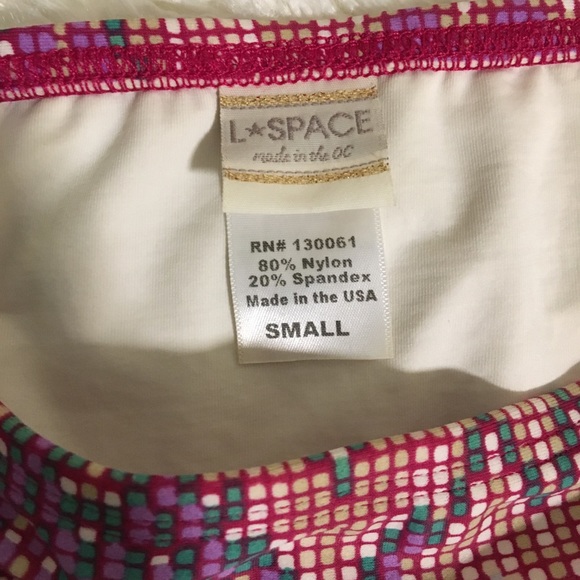 L★SPACE
made in the OC
RN# 130061
80% Nylon
20% Spandex
Made in the USA
SMALL